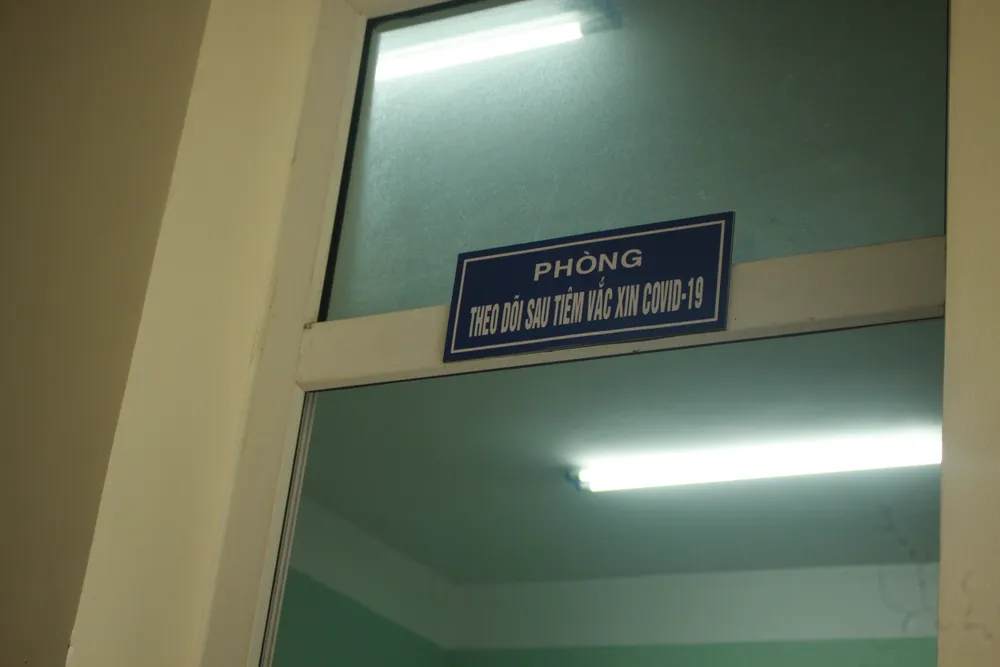 PHÒNG
THEO DÕI SAU TIÊM VẮC XIN COVID-19